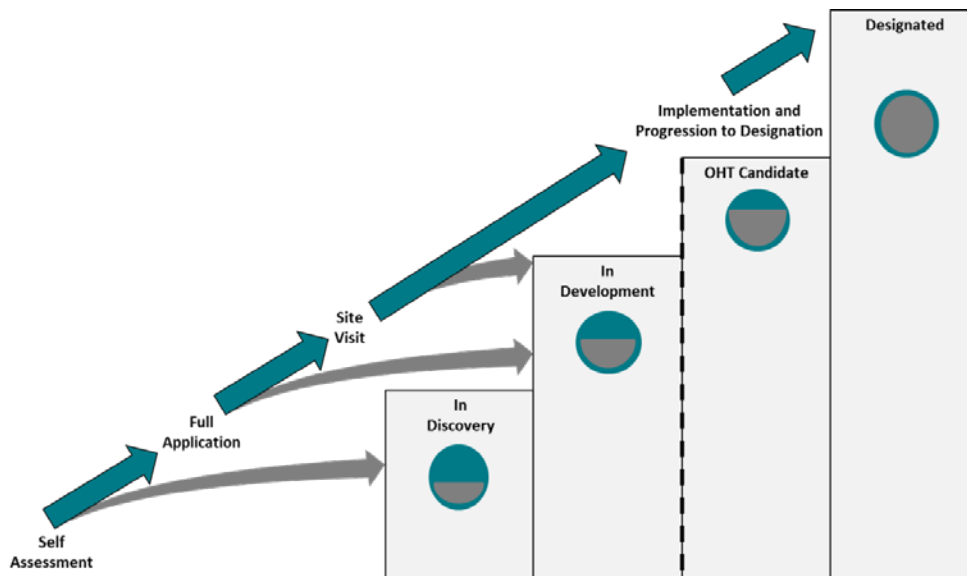 Designated
Implementation and
Progression to Designation
OHT Candidate
In
Development
Site
Visit
In
Discovery
Full
Application
Self
Assessment